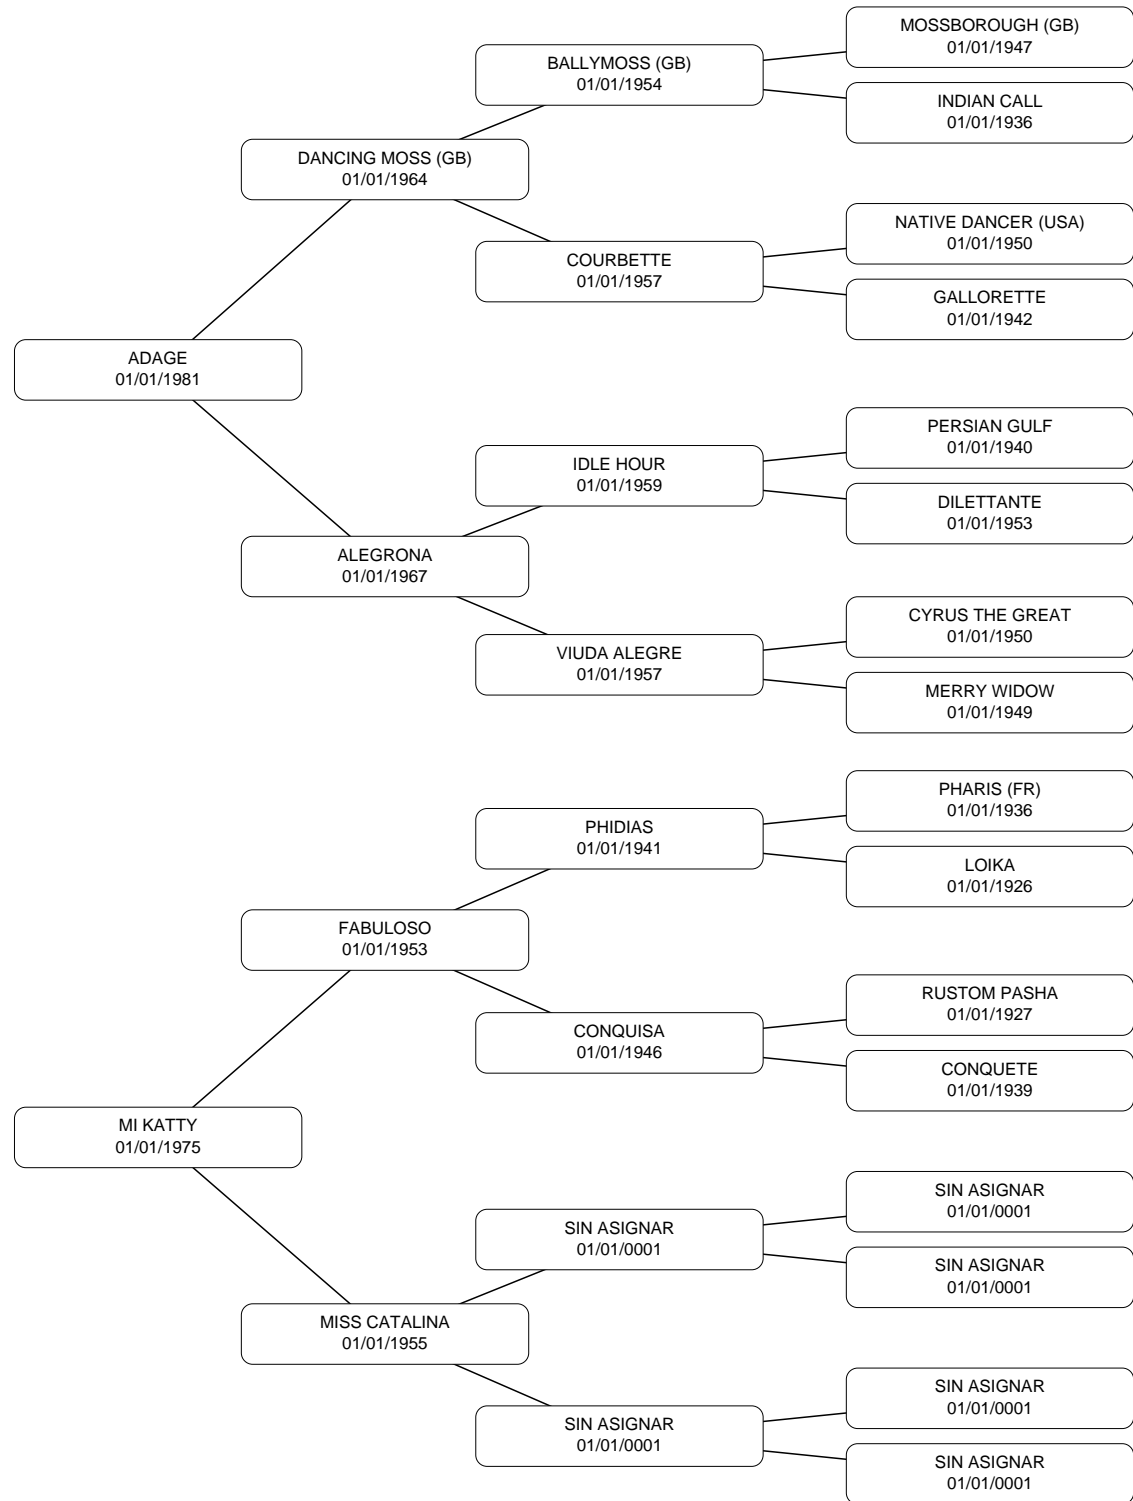 MOSSBOROUGH (GB)
01/01/1947
BALLYMOSS (GB)
01/01/1954
INDIAN CALL
01/01/1936
DANCING MOSS (GB)
01/01/1964
NATIVE DANCER (USA)
01/01/1950
COURBETTE
01/01/1957
GALLORETTE
01/01/1942
ADAGE
01/01/1981
PERSIAN GULF
01/01/1940
IDLE HOUR
01/01/1959
DILETTANTE
01/01/1953
ALEGRONA
01/01/1967
CYRUS THE GREAT
01/01/1950
VIUDA ALEGRE
01/01/1957
MERRY WIDOW
01/01/1949
PHARIS (FR)
01/01/1936
PHIDIAS
01/01/1941
LOIKA
01/01/1926
FABULOSO
01/01/1953
RUSTOM PASHA
01/01/1927
CONQUISA
01/01/1946
CONQUETE
01/01/1939
MI KATTY
01/01/1975
SIN ASIGNAR
01/01/0001
SIN ASIGNAR
01/01/0001
SIN ASIGNAR
01/01/0001
MISS CATALINA
01/01/1955
SIN ASIGNAR
01/01/0001
SIN ASIGNAR
01/01/0001
SIN ASIGNAR
01/01/0001